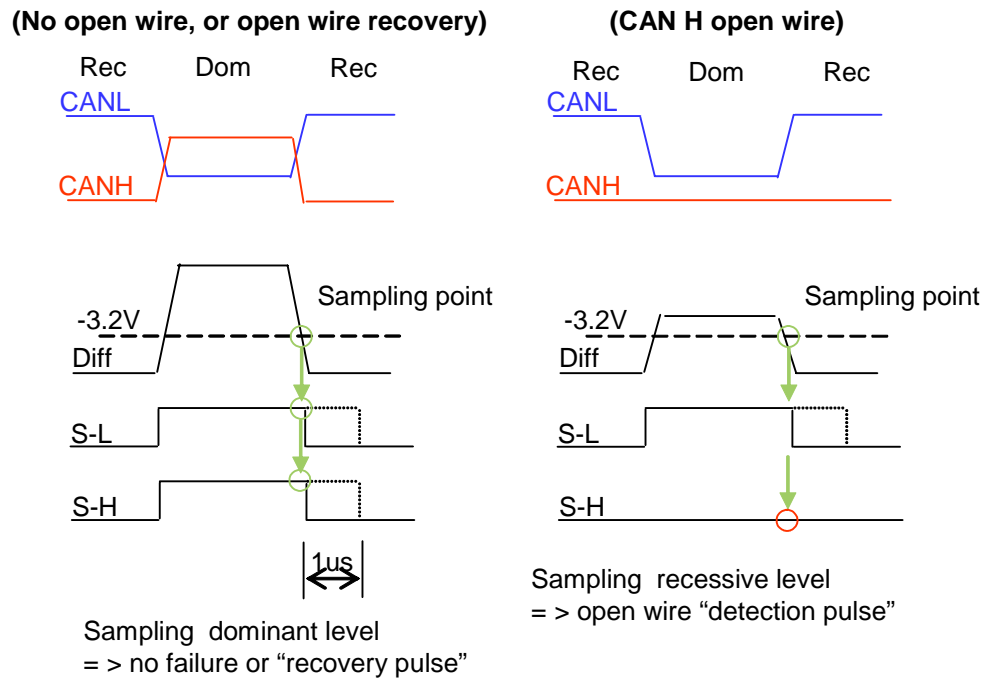 (No open wire, or open wire recovery)
Rec Dom Rec
CANL
CANH
Sampling point
-3.2V
Diff
S-L
S-H
1us
Sampling dominant level
= > no failure or “recovery pulse”
(CAN H open wire)
Rec Dom Rec
CANL
CANH
Sampling point
-3.2V
Diff
S-L
S-H
Sampling recessive level
= > open wire “detection pulse”